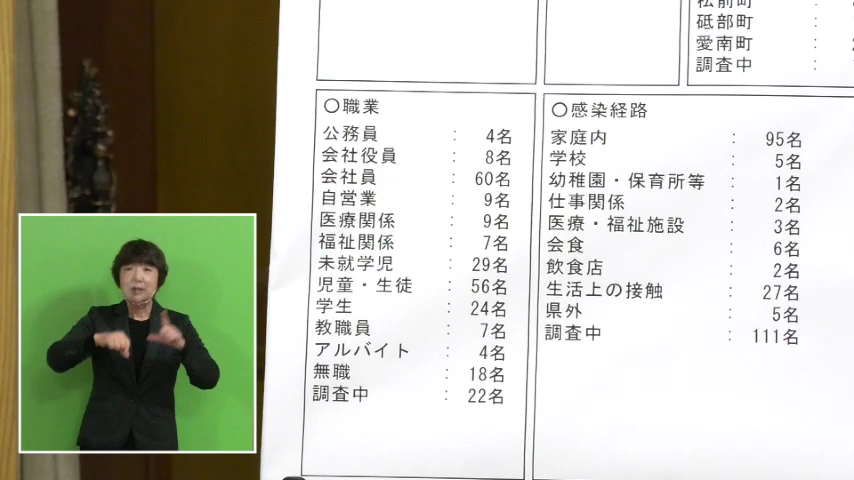 松前町 :
砥部町 :
愛南町 :
調査中 :
○職業
公務員 : 4名
会社役員 : 8名
会社員 : 60名
自営業 : 9名
医療関係 : 9名
福祉関係 : 7名
未就学児 : 29名
児童・生徒 : 56名
学生 : 24名
教職員 : 7名
アルバイト : 4名
無職 : 18名
調査中 : 22名
○感染経路
家庭内 : 95名
学校 : 5名
幼稚園・保育所等 : 1名
仕事関係 : 2名
医療・福祉施設 : 3名
会食 : 6名
飲食店 : 2名
生活上の接触 : 27名
県外 : 5名
調査中 : 111名